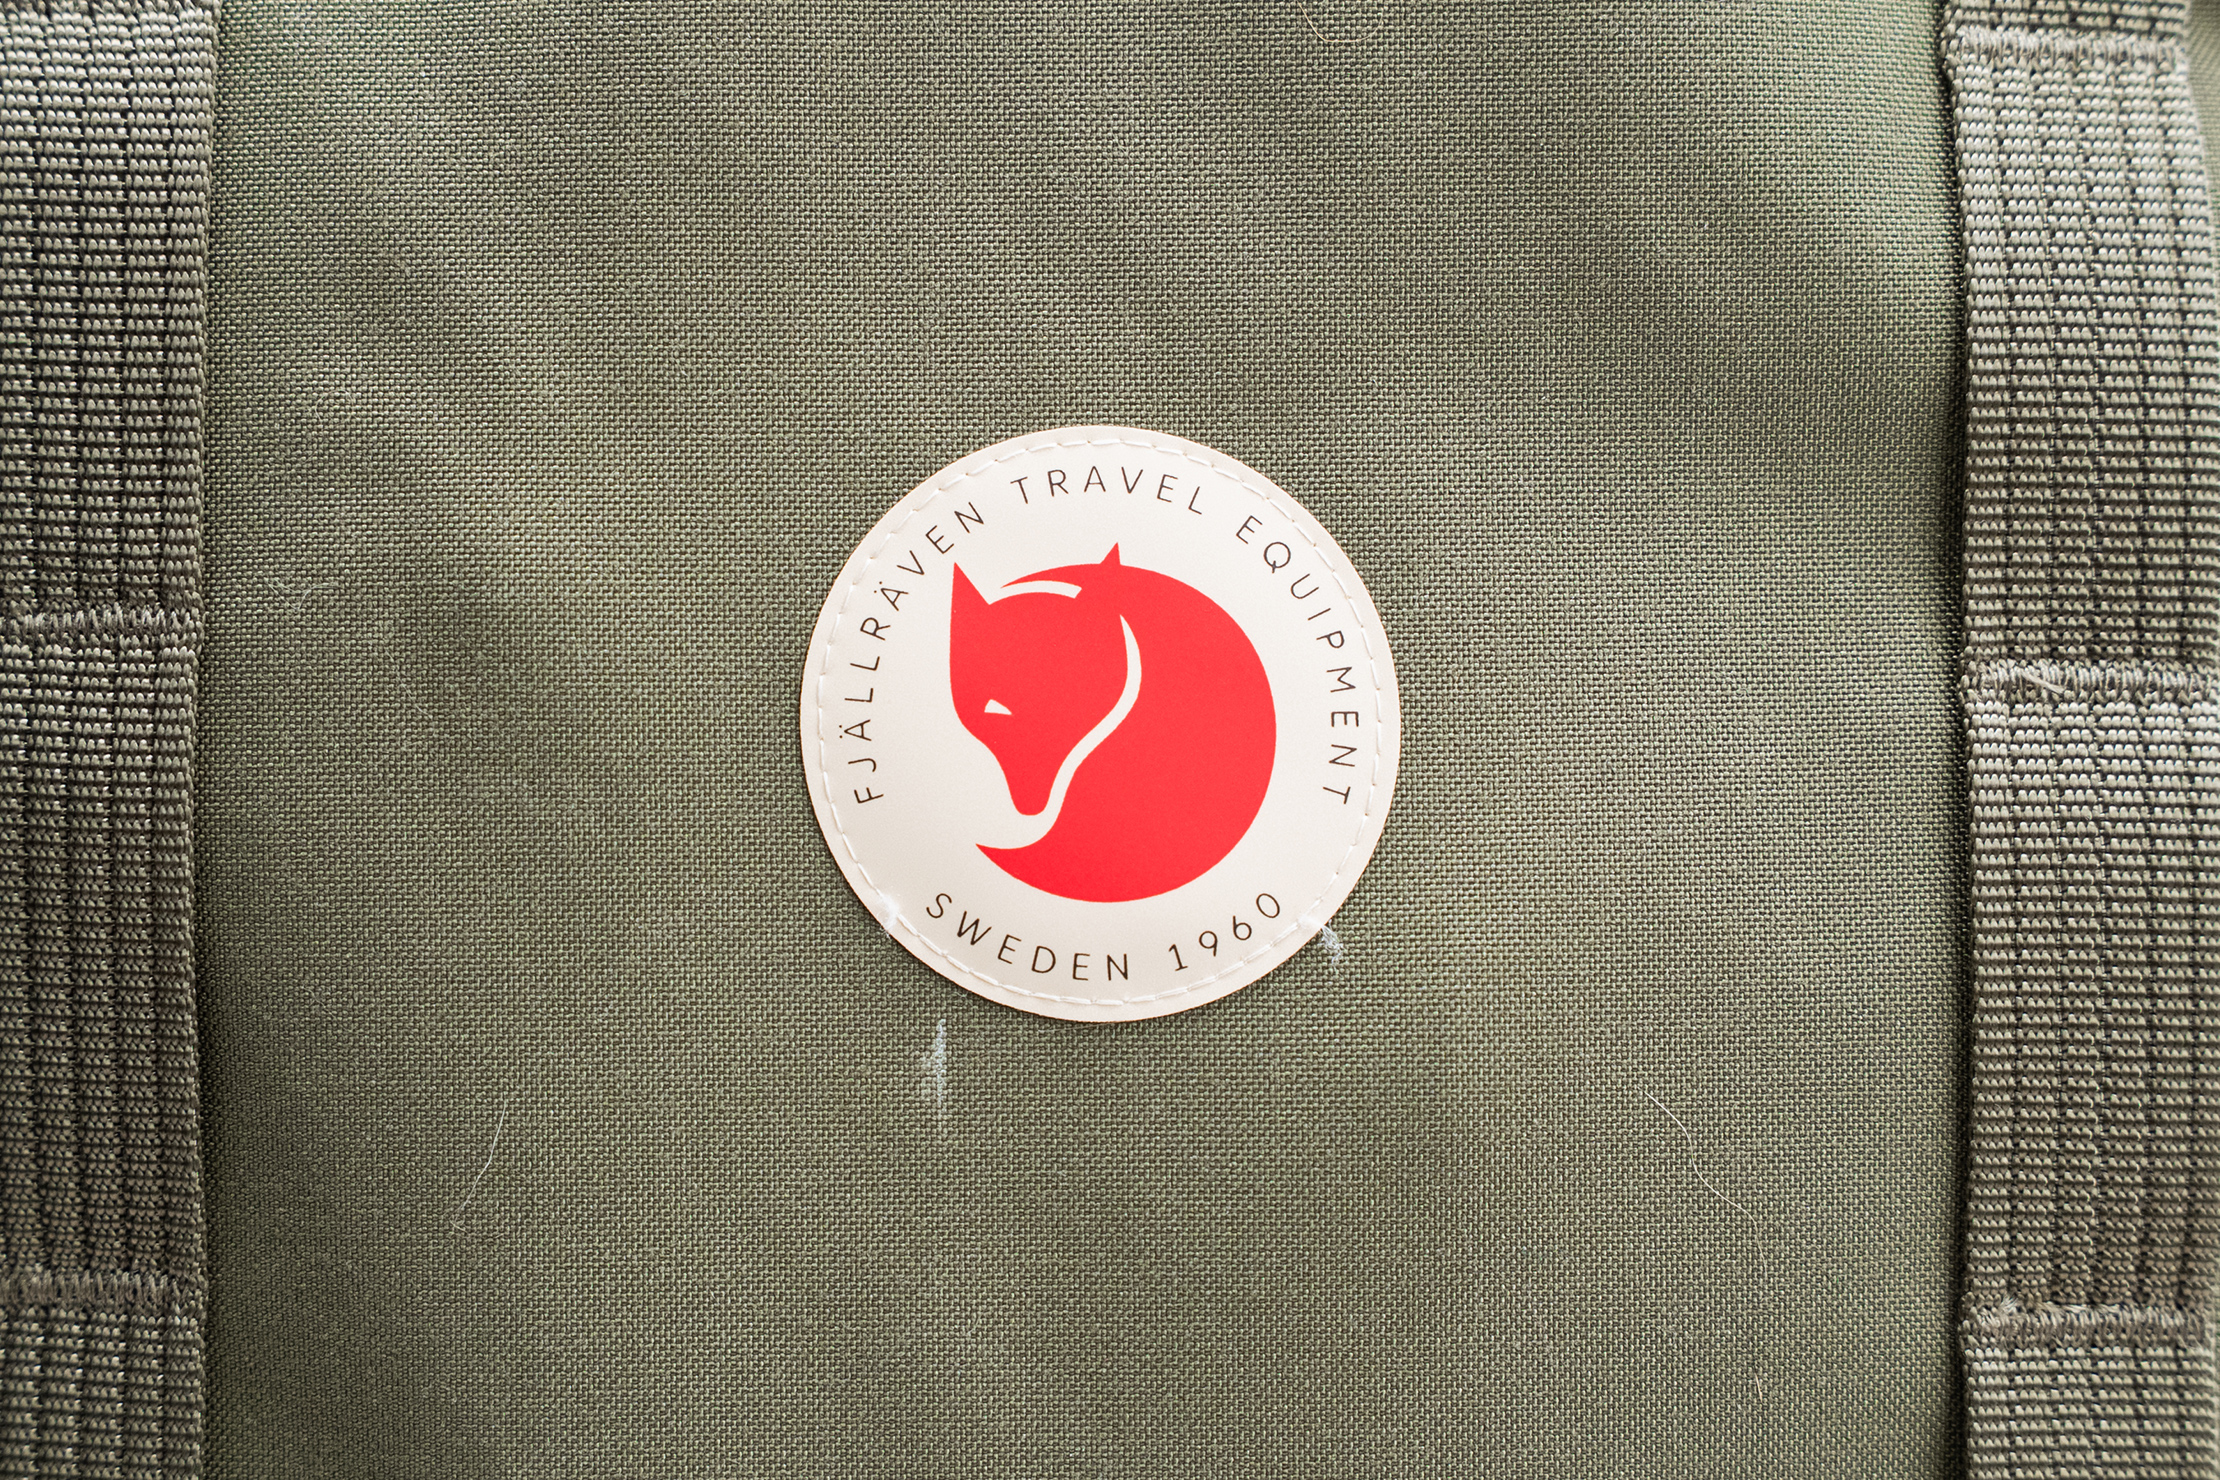 FJÄLLRÄVEN TRAVEL EQUIPMENT
SWEDEN 1960